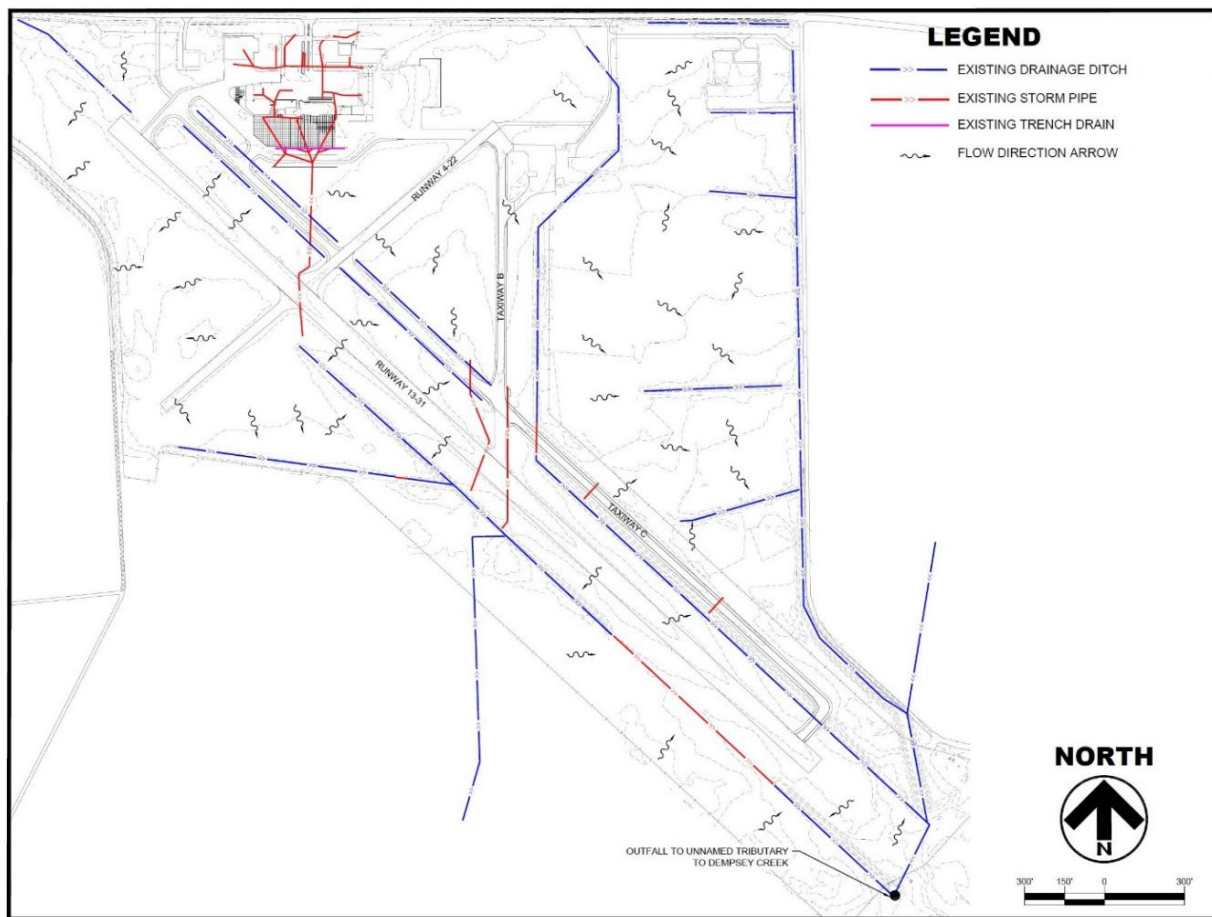 LEGEND
EXISTING DRAINAGE DITCH
EXISTING STORM PIPE
EXISTING TRENCH DRAIN
FLOW DIRECTION ARROW
RUNWAY 4-22
TAXIWAY B
RUNWAY 13-31
TAXIWAY C
OUTFALL TO UNNAMED TRIBUTARY
TO DEMPSEY CREEK
NORTH
N
300' 150' 0 300'